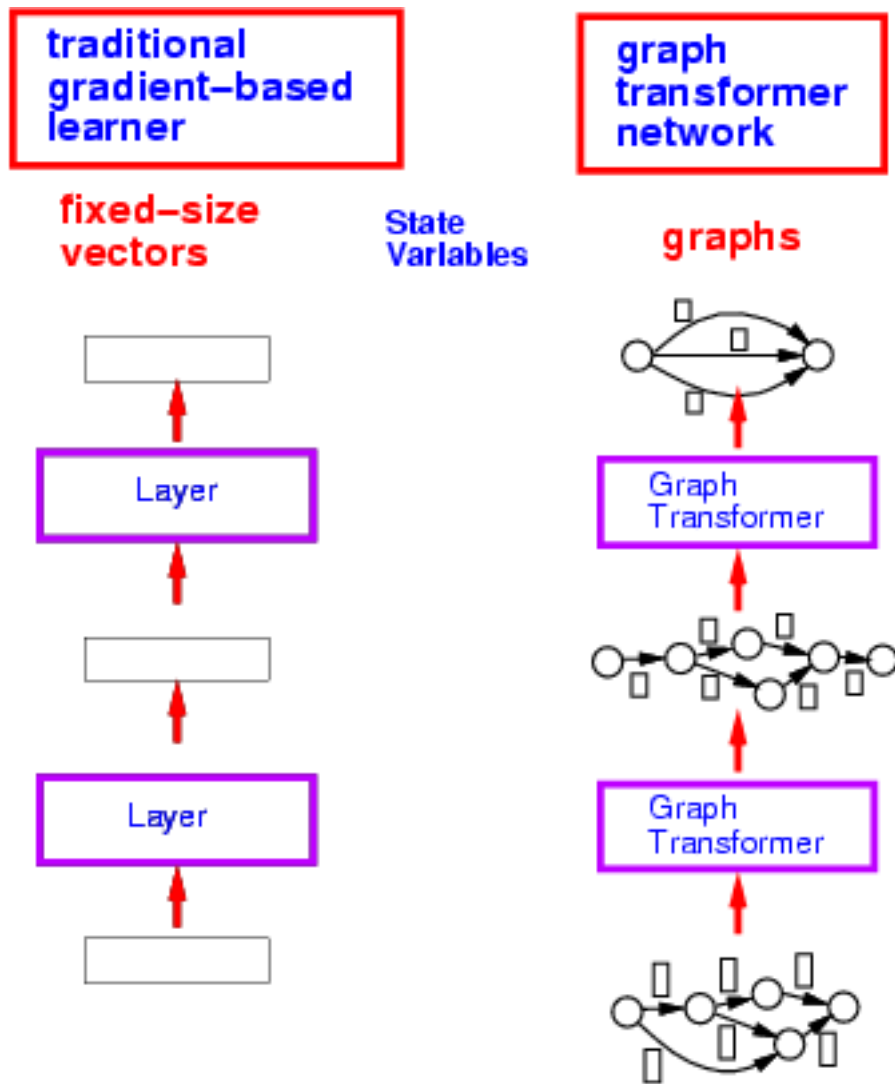 traditional
gradient-based
learner
graph
transformer
network
fixed-size
vectors
State
Variables
graphs
Layer
Graph
Transformer
Layer
Graph
Transformer